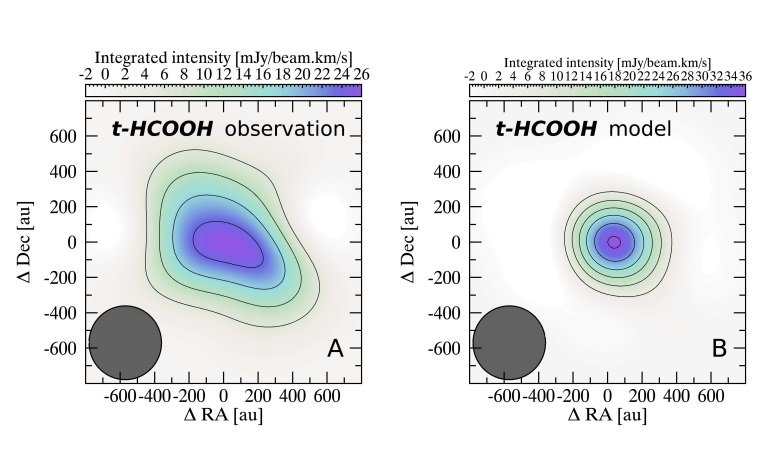 Integrated intensity [mJy/beam.km/s]
-2 0 2 4 6 8 10 12 14 16 18 20 22 24 26
t-HCOOH observation
600
400
200
0
-200
-400
-600
Δ Dec [au]
A
-600 -400 -200 0 200 400 600
Δ RA [au]
Integrated intensity [mJy/beam.km/s]
-2 0 2 4 6 8 10 12 14 16 18 20 22 24 26 28 30 32 34 36
t-HCOOH model
600
400
200
0
-200
-400
-600
Δ Dec [au]
B
-600 -400 -200 0 200 400 600
Δ RA [au]